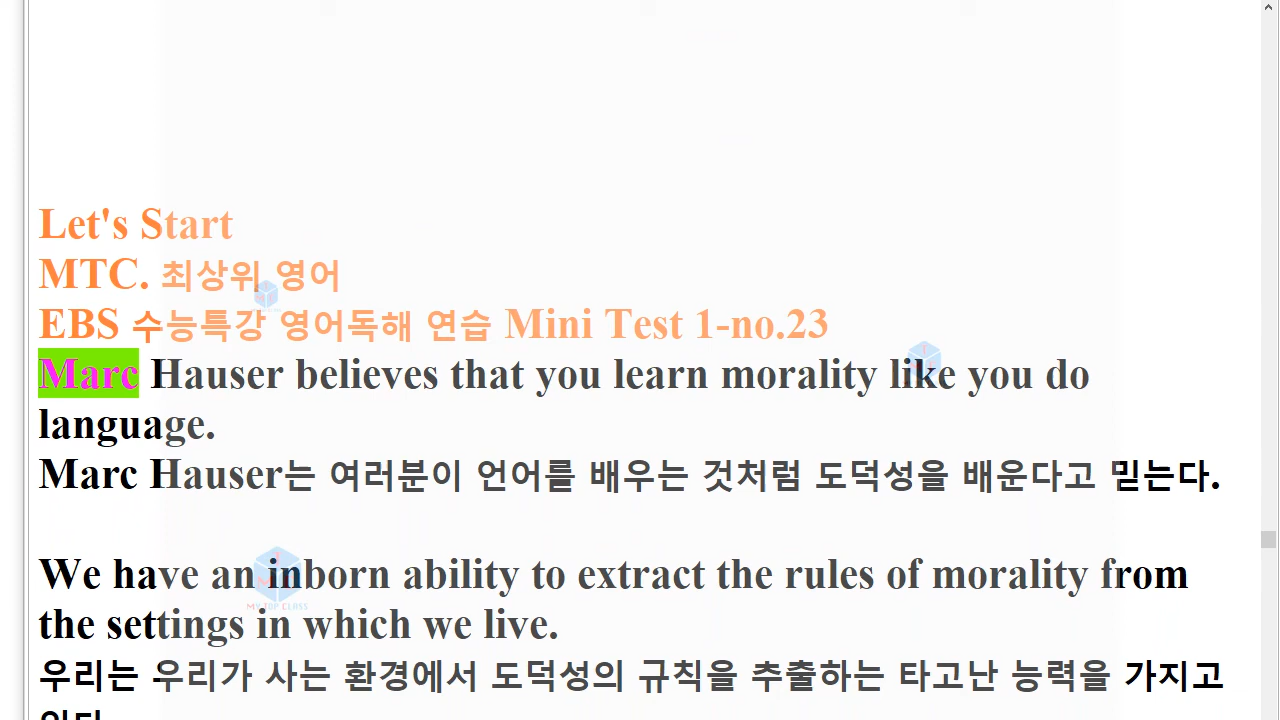 Let's Start
MTC. 최상위 영어
EBS 수능특강 영어독해 연습 Mini Test 1-no.23
Marc Hauser believes that you learn morality like you do
language.
Marc Hauser는 여러분이 언어를 배우는 것처럼 도덕성을 배운다고 믿는다.
We have an inborn ability to extract the rules of morality from
the settings in which we live.
MY TOP CLASS
우리는 우리가 사는 환경에서 도덕성의 규칙을 추출하는 타고난 능력을 가지고